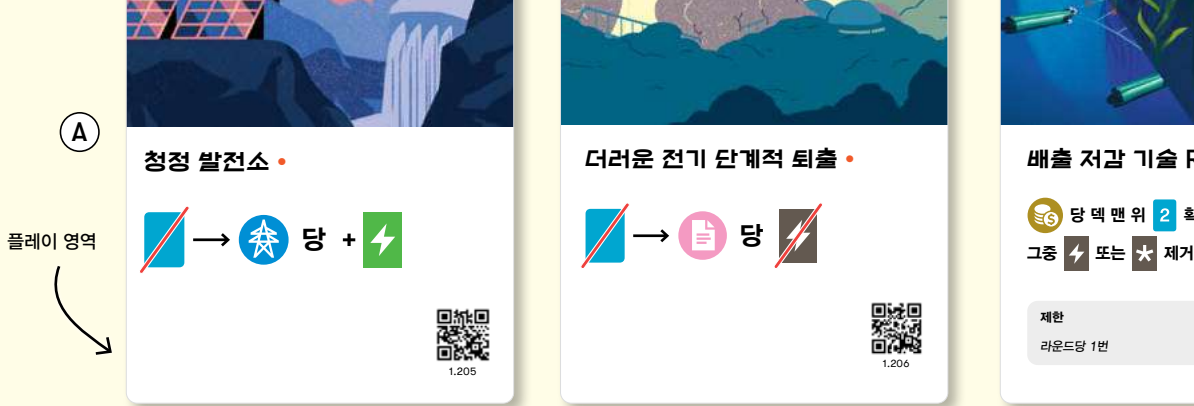 A
플레이 영역
청정 발전소 •
당 +
1.205
더러운 전기 단계적 퇴출 •
당
1.206
배출 저감 기술
당 덱 맨 위 2
그중 또는 제거
제한
라운드당 1번